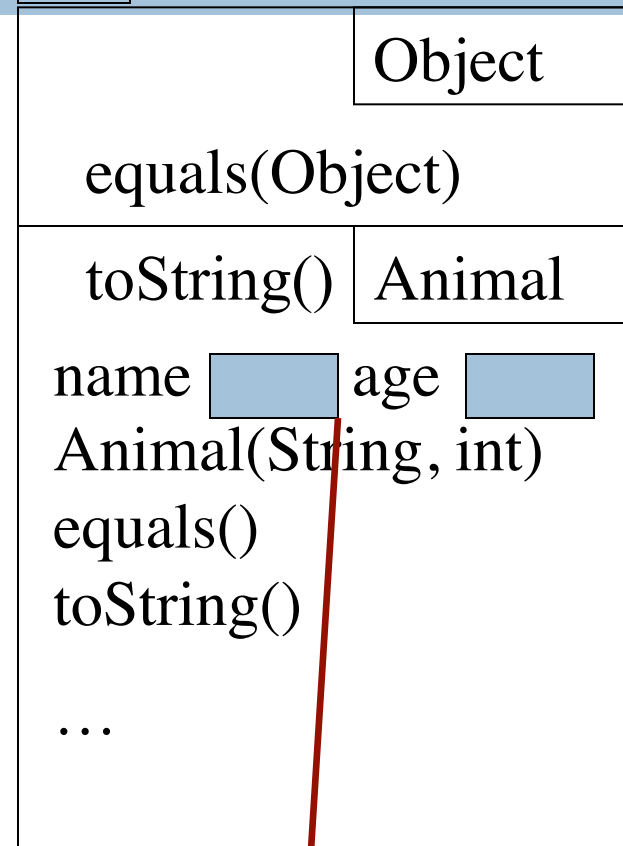 Object
equals(Object)
toString() Animal
name age
Animal(String, int)
equals()
toString()
…